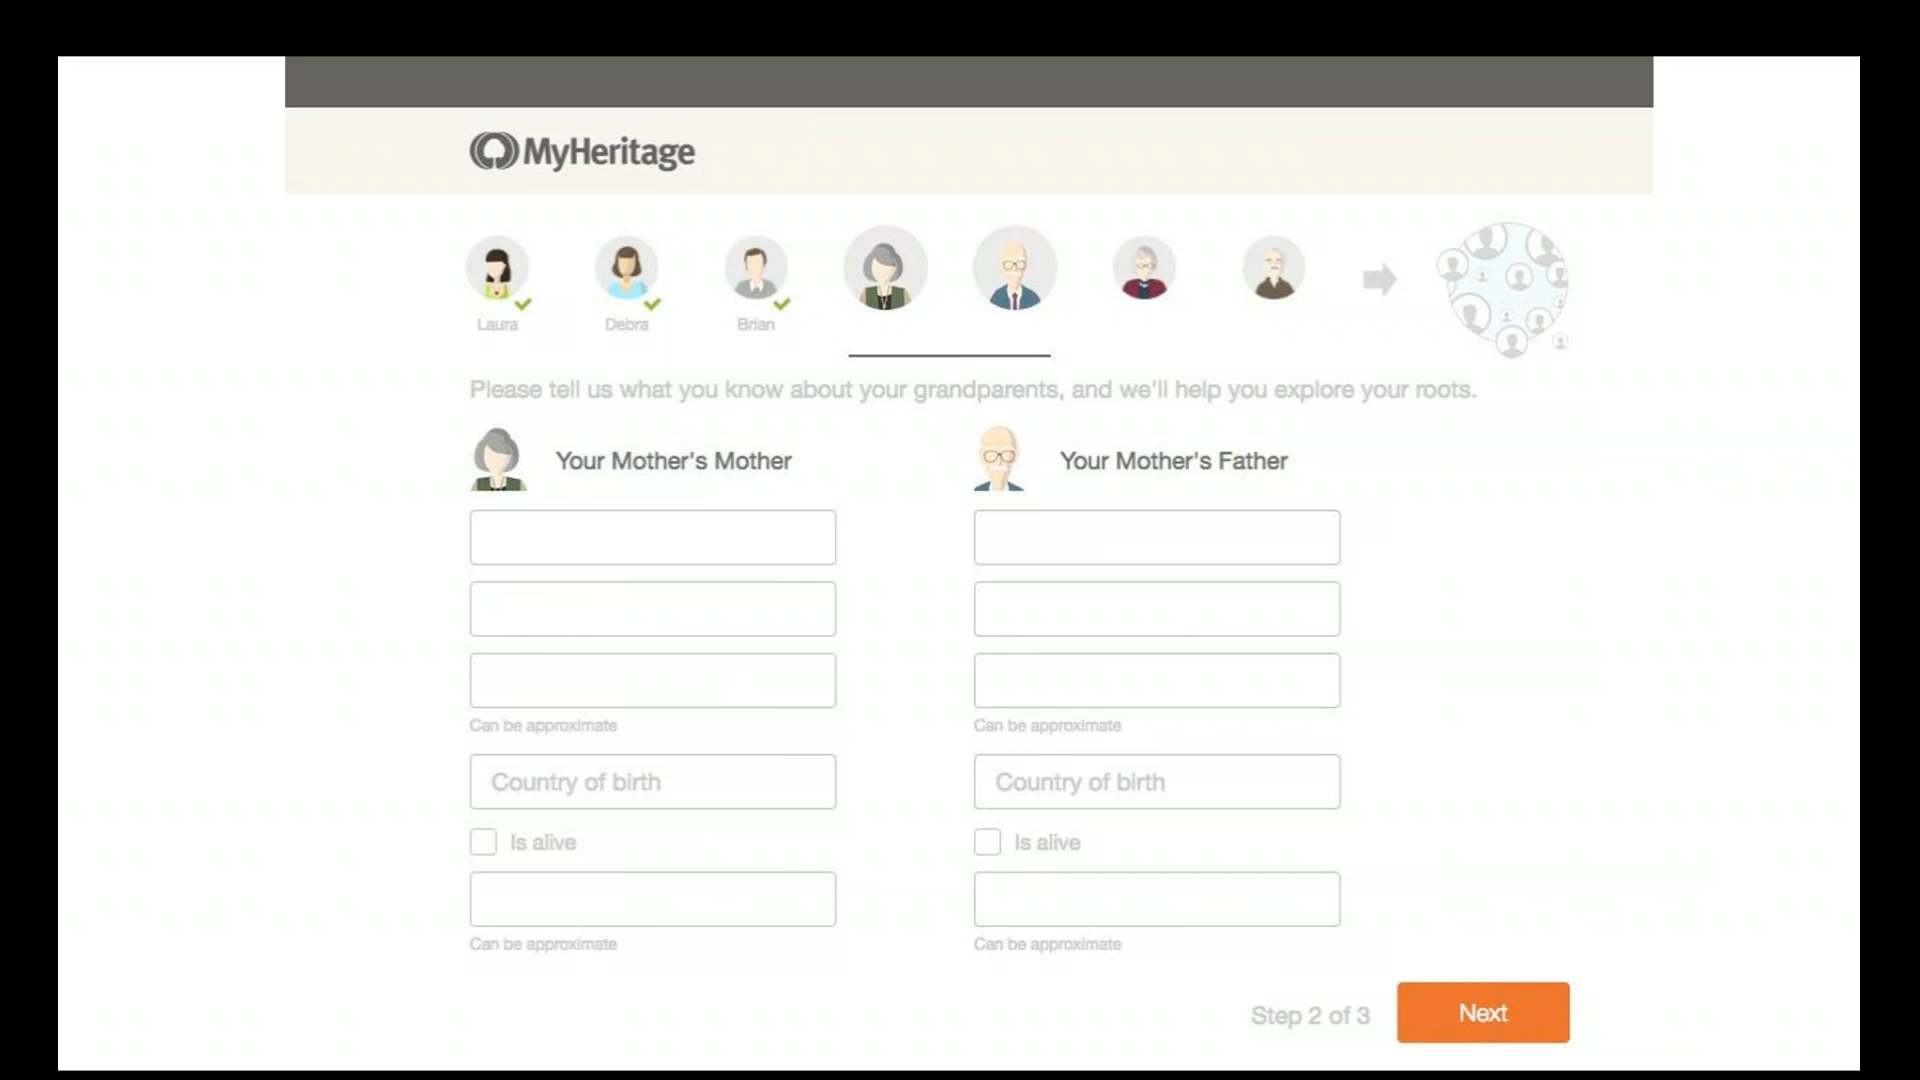 MyHeritage
Laura
Debra
Brian
Please tell us what you know about your grandparents, and we'll help you explore your roots.
Your Mother's Mother
Your Mother's Father
Can be approximate
Can be approximate
Country of birth
Country of birth
Is alive
Is alive
Can be approximate
Can be approximate
Step 2 of 3
Next